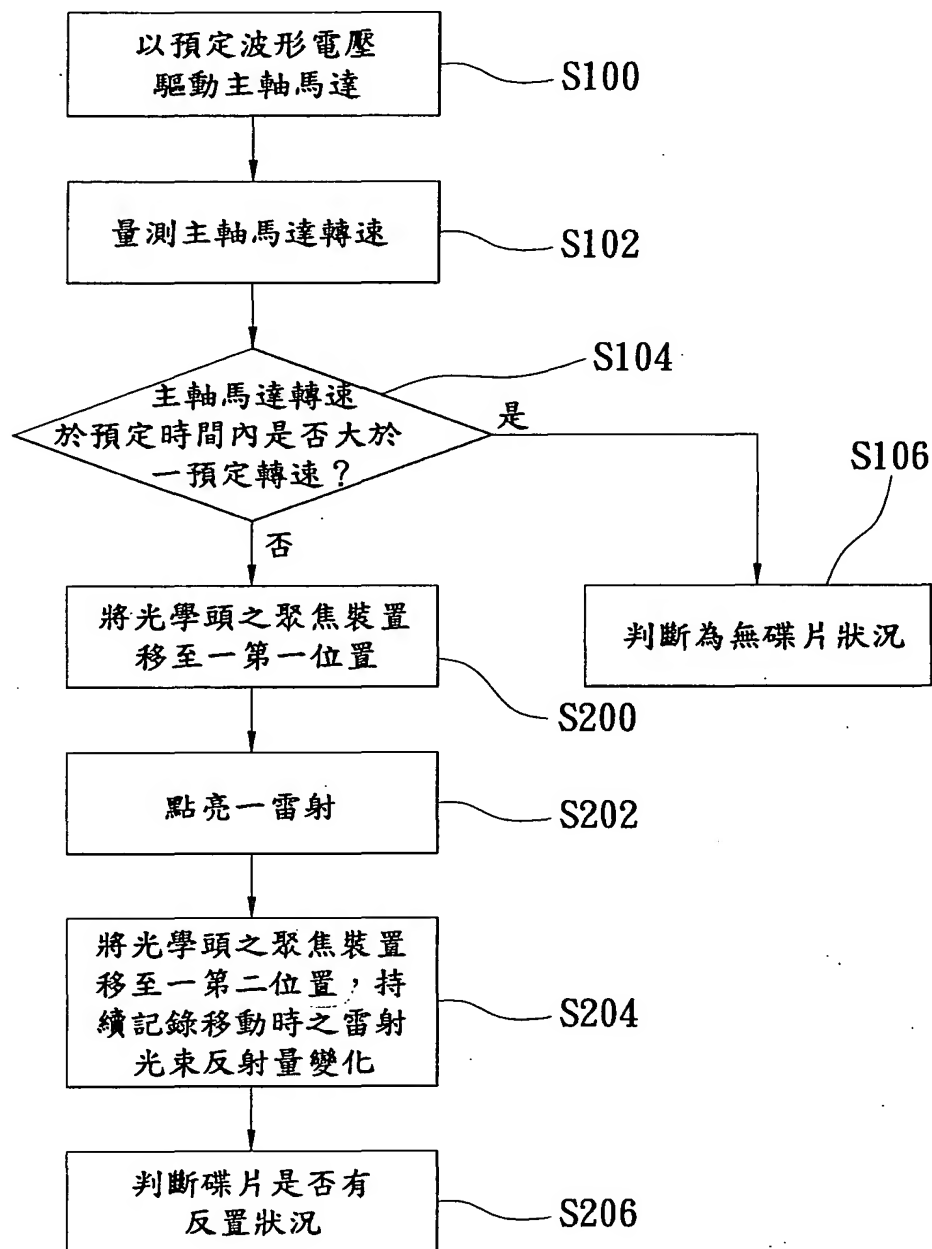 以預定波形電壓
驅動主軸馬達
S100
量測主軸馬達轉速
S102
S104
主軸馬達轉速
於預定時間內是否大於
一預定轉速？
是
S106
否
將光學頭之聚焦裝置
移至一第一位置
S200
判斷為無碟片狀況
點亮一雷射
S202
將光學頭之聚焦裝置
移至一第二位置，持
續記錄移動時之雷射
光束反射量變化
S204
判斷碟片是否有
反置狀況
S206